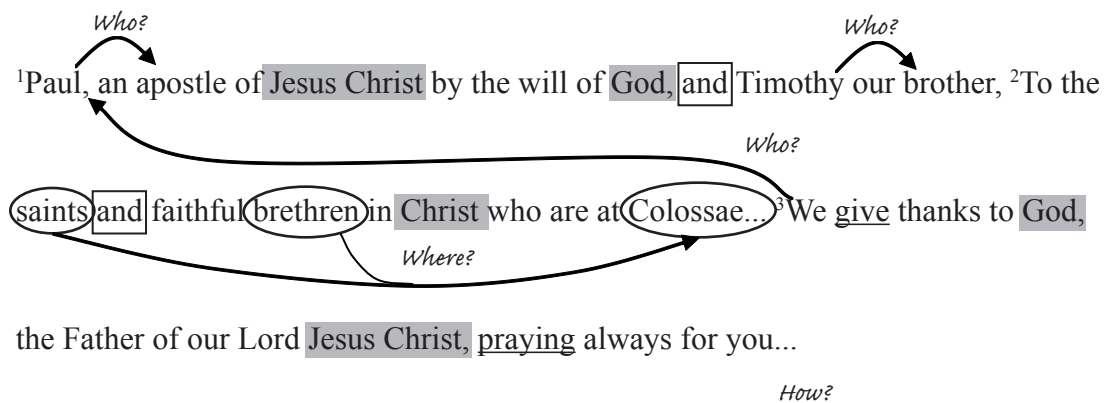 Who? Who?
¹Paul, an apostle of Jesus Christ by the will of God, and Timothy our brother, ²To the
Who?
saints and faithful brethren in Christ who are at Colossae... ³We give thanks to God,
Where?
the Father of our Lord Jesus Christ, praying always for you...
How?